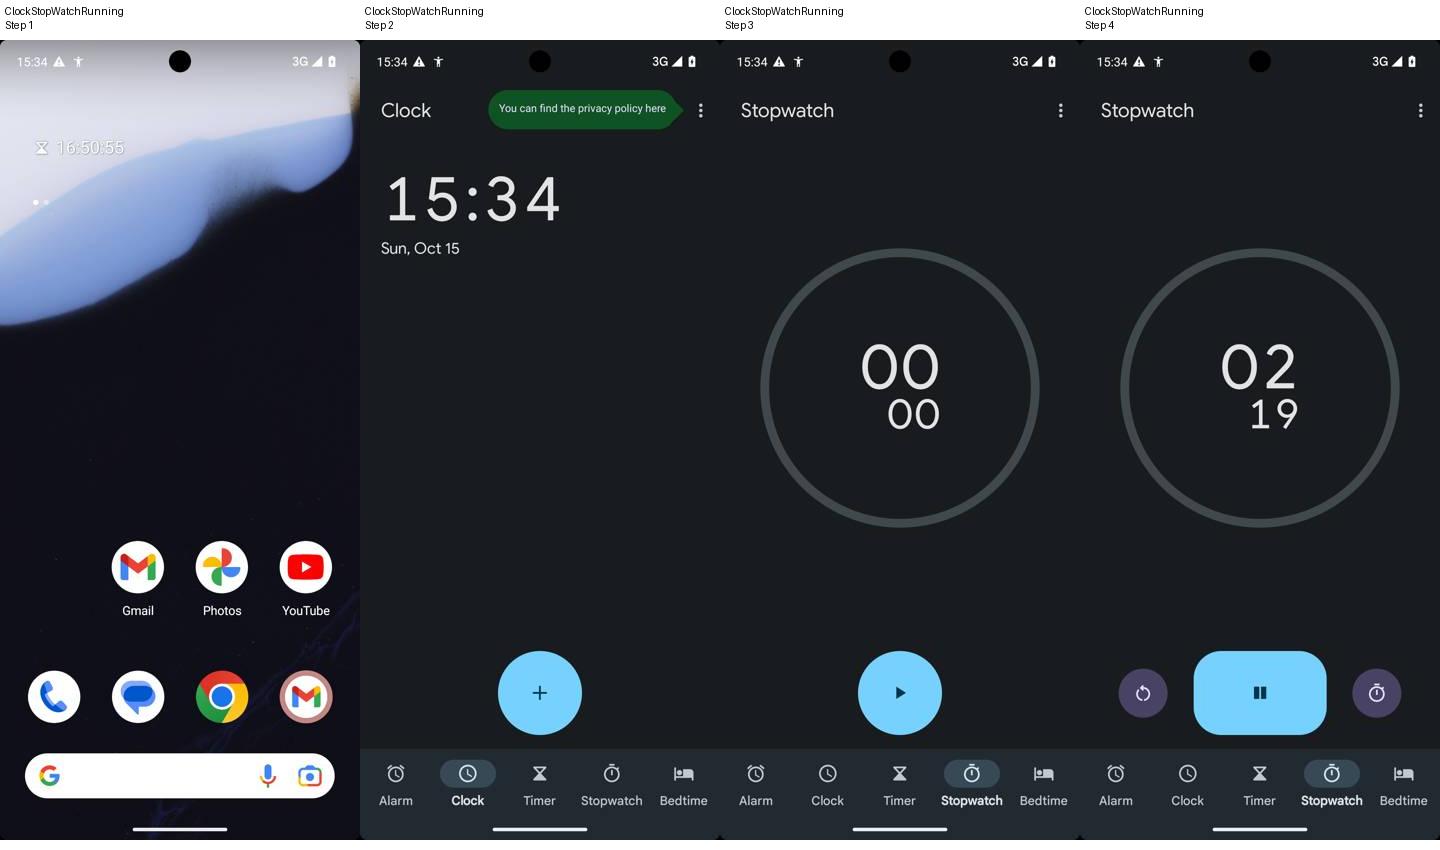 ClockStopWatchRunning
Step 1
15:34
3G
16:50:55
Gmail
Photos
YouTube
ClockStopWatchRunning
Step 2
15:34
3G
Clock
You can find the privacy policy here
15:34
Sun, Oct 15
Alarm
Clock
Timer
Stopwatch
Bedtime
ClockStopWatchRunning
Step 3
15:34
3G
Stopwatch
00
00
Alarm
Clock
Timer
Stopwatch
Bedtime
ClockStopWatchRunning
Step 4
15:34
3G
Stopwatch
02
19
Alarm
Clock
Timer
Stopwatch
Bedtime